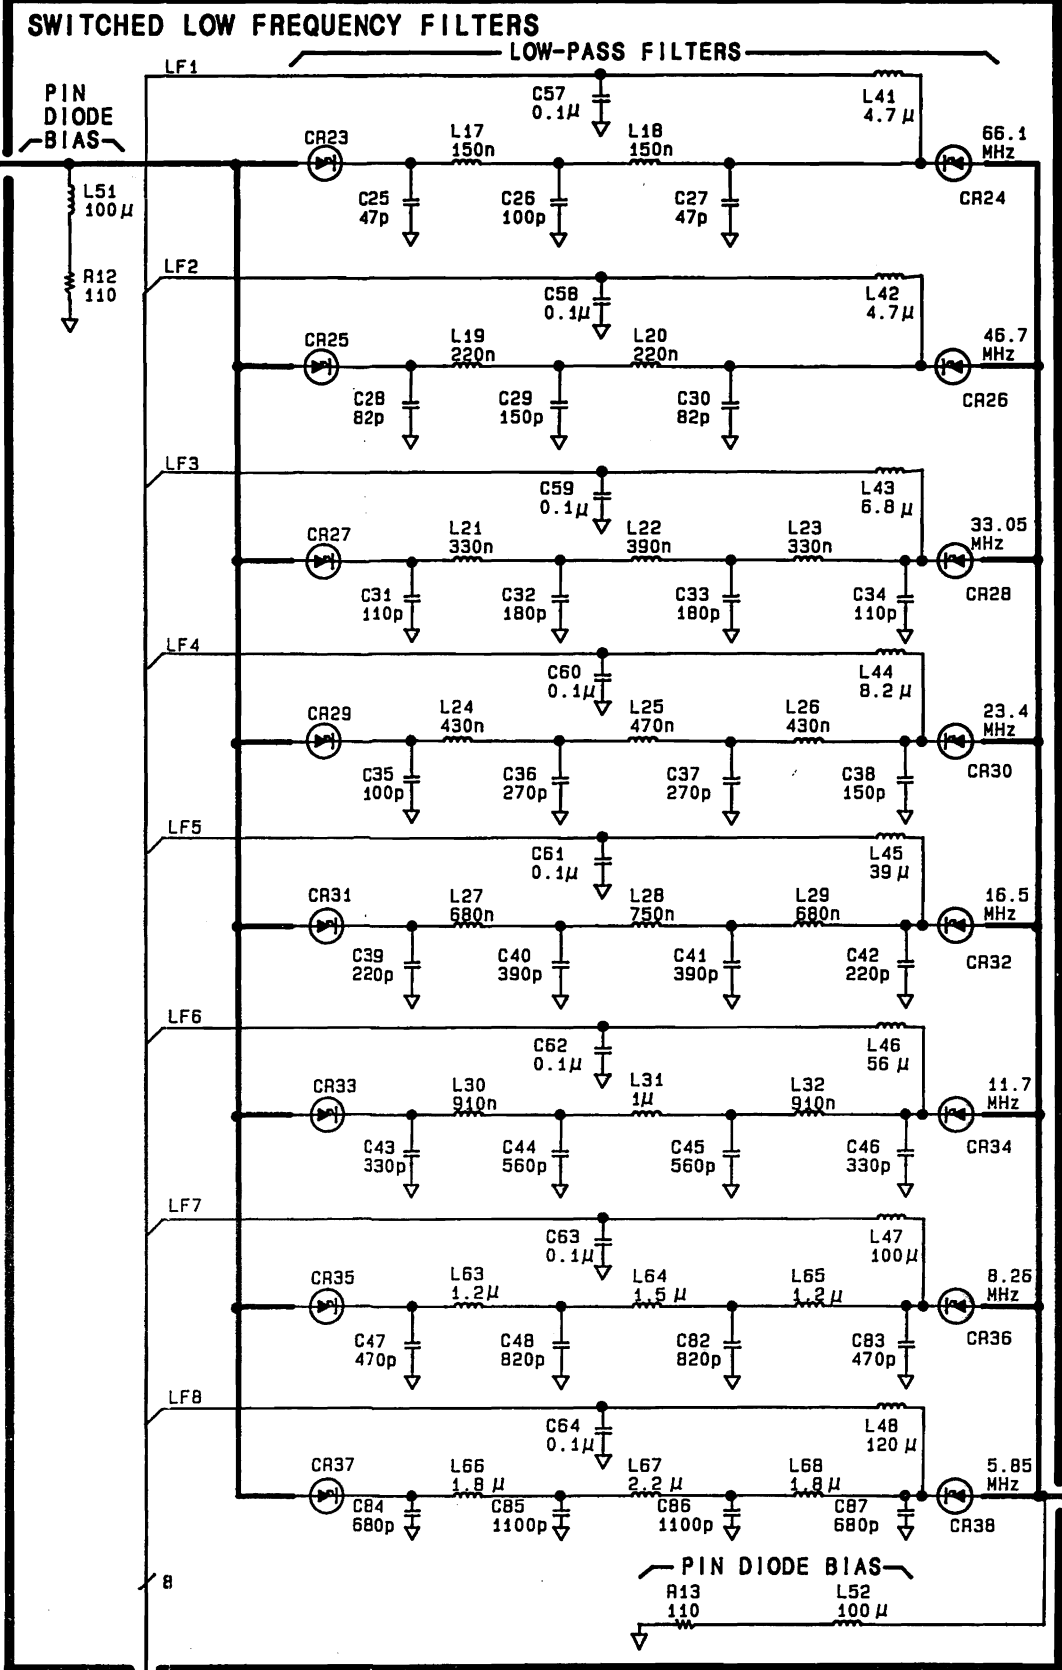 SWITCHED LOW FREQUENCY FILTERS
LOW-PASS FILTERS
PIN
DIODE
BIAS
L51
100µ
R12
110
LF1
C57
0.1µ
L41
4.7µ
CR23
L17
150n
L18
150n
66.1
MHz
C25
47p
C26
100p
C27
47p
CR24
LF2
C58
0.1µ
L42
4.7µ
CR25
L19
220n
L20
220n
46.7
MHz
C28
82p
C29
150p
C30
82p
CR26
LF3
C59
0.1µ
L43
6.8µ
CR27
L21
330n
L22
390n
L23
330n
33.05
MHz
C31
110p
C32
180p
C33
180p
C34
110p
CR28
LF4
C60
0.1µ
L44
8.2µ
CR29
L24
430n
L25
470n
L26
430n
23.4
MHz
C35
100p
C36
270p
C37
270p
C38
150p
CR30
LF5
C61
0.1µ
L45
39µ
CR31
L27
680n
L28
750n
L29
680n
16.5
MHz
C39
220p
C40
390p
C41
390p
C42
220p
CR32
LF6
C62
0.1µ
L46
56µ
CR33
L30
910n
L31
1µ
L32
910n
11.7
MHz
C43
330p
C44
560p
C45
560p
C46
330p
CR34
LF7
C63
0.1µ
L47
100µ
CR35
L63
1.2µ
L64
1.5µ
L65
1.2µ
8.26
MHz
C47
470p
C48
820p
C82
820p
C83
470p
CR36
LF8
C64
0.1µ
L48
120µ
CR37
L66
1.8µ
L67
2.2µ
L68
1.8µ
5.85
MHz
C84
680p
C85
1100p
C86
1100p
C87
680p
CR38
8
PIN DIODE BIAS
R13
110
L52
100µ